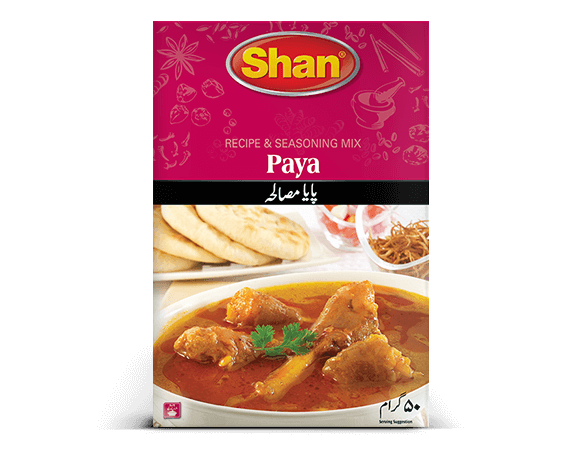 Shan®
RECIPE & SEASONING MIX
Paya
پایا مصالحہ
۵۰ گرام
Serving Suggestion